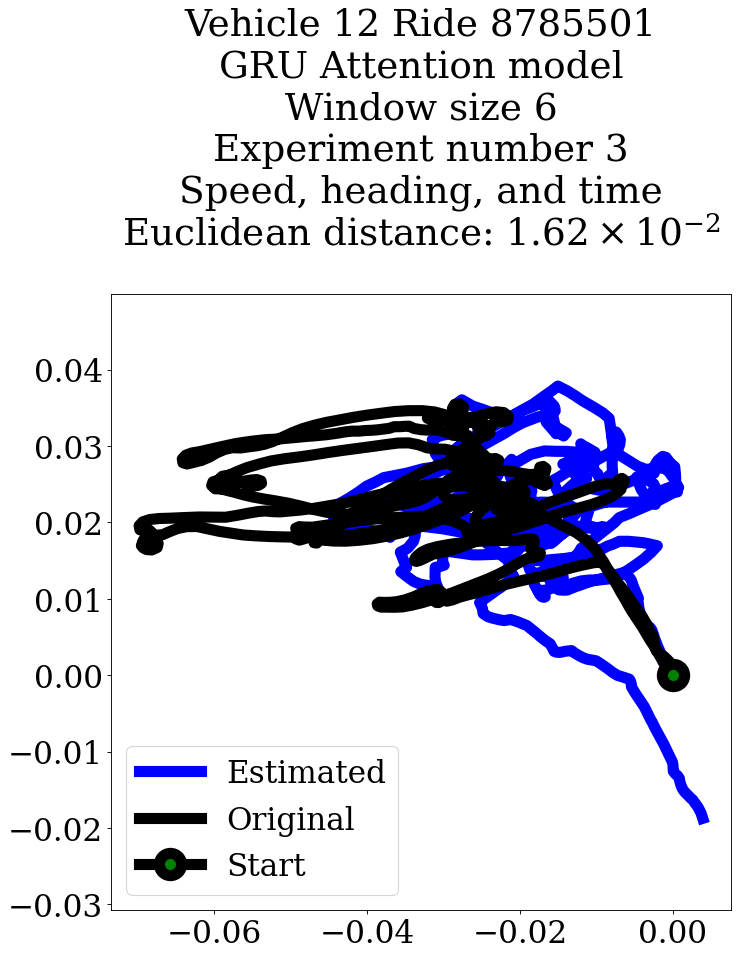 Vehicle 12 Ride 8785501
GRU Attention model
Window size 6
Experiment number 3
Speed, heading, and time
Euclidean distance: 1.62 × 10⁻²
0.04
0.03
0.02
0.01
0.00
−0.01
−0.02
−0.03
Estimated
Original
Start
−0.06 −0.04 −0.02 0.00